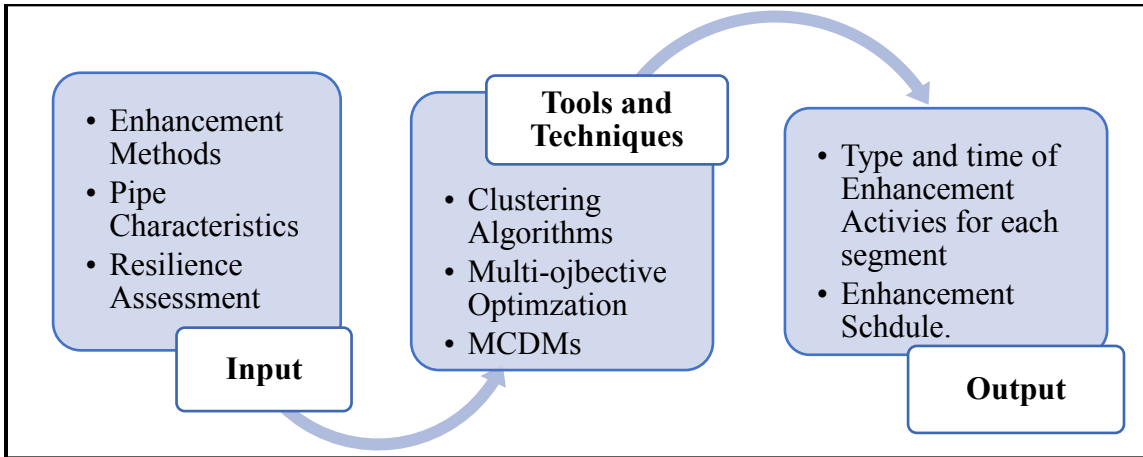 • Enhancement
Methods
• Pipe
Characteristics
• Resilience
Assessment
Input
Tools and
Techniques
• Clustering
Algorithms
• Multi-ojbective
Optimzation
• MCDMs
• Type and time of
Enhancement
Activies for each
segment
• Enhancement
Schdule.
Output